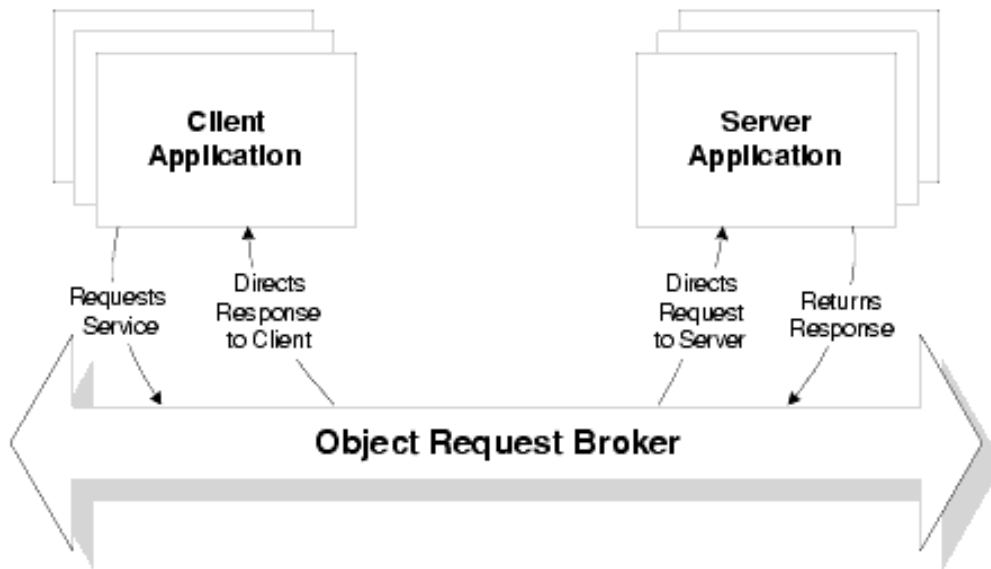 Client
Application
Server
Application
Requests
Service
Directs
Response
to Client
Directs
Request
to Server
Returns
Response
Object Request Broker